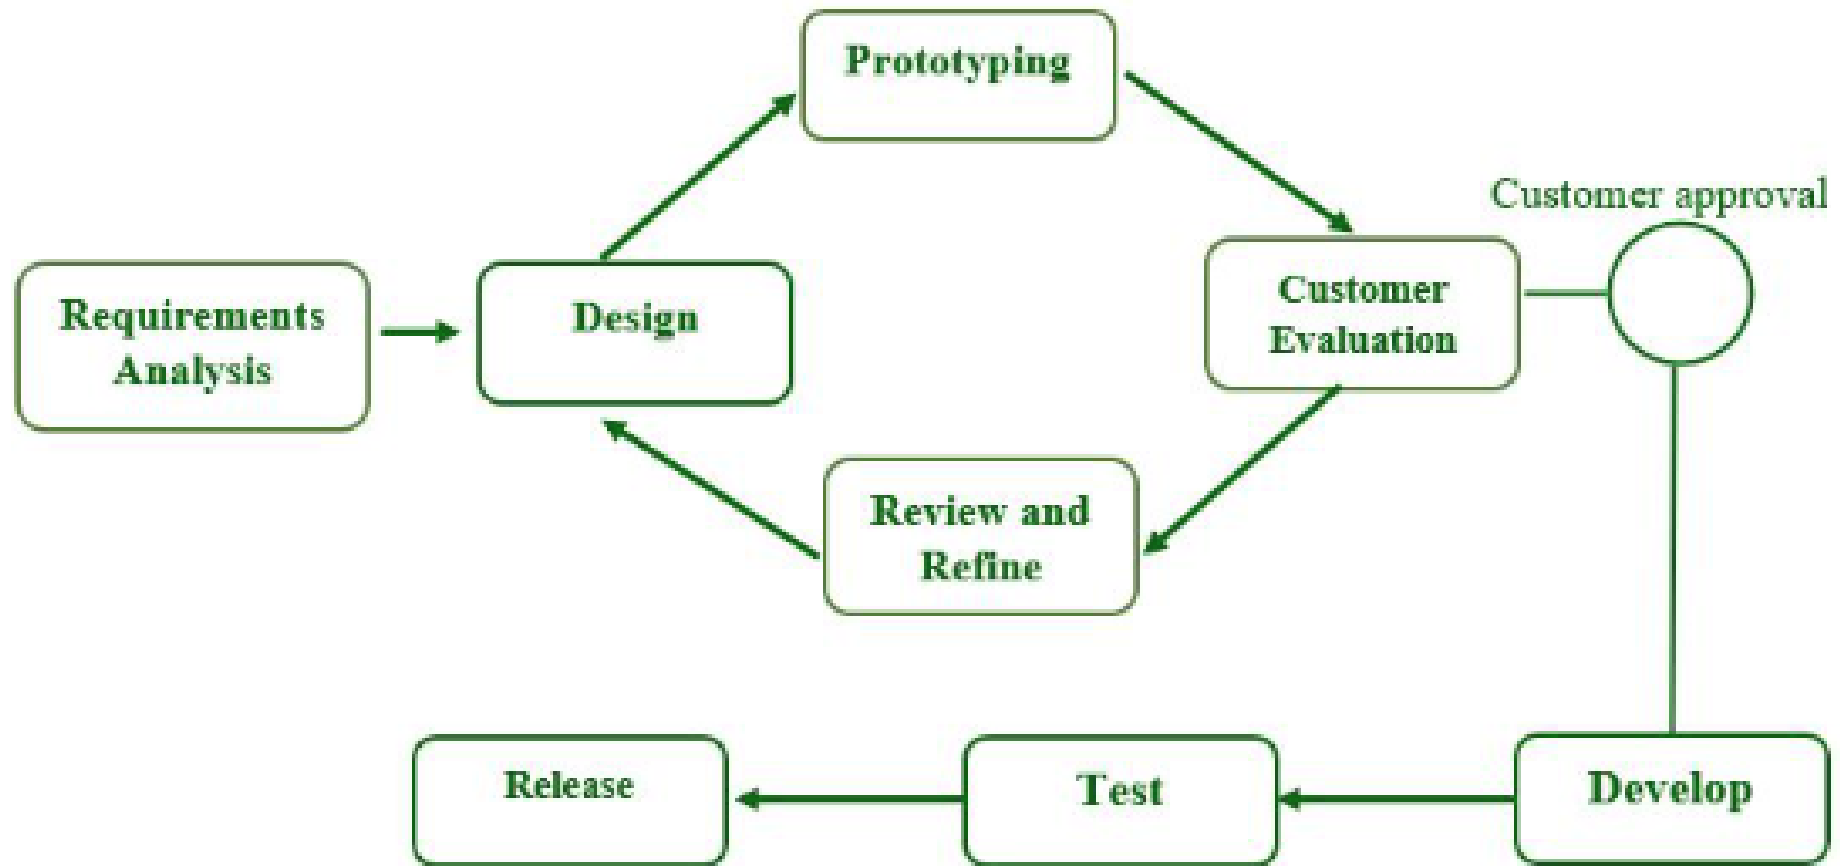 Prototyping
Customer approval
Requirements
Analysis
Design
Customer
Evaluation
Review and
Refine
Release
Test
Develop